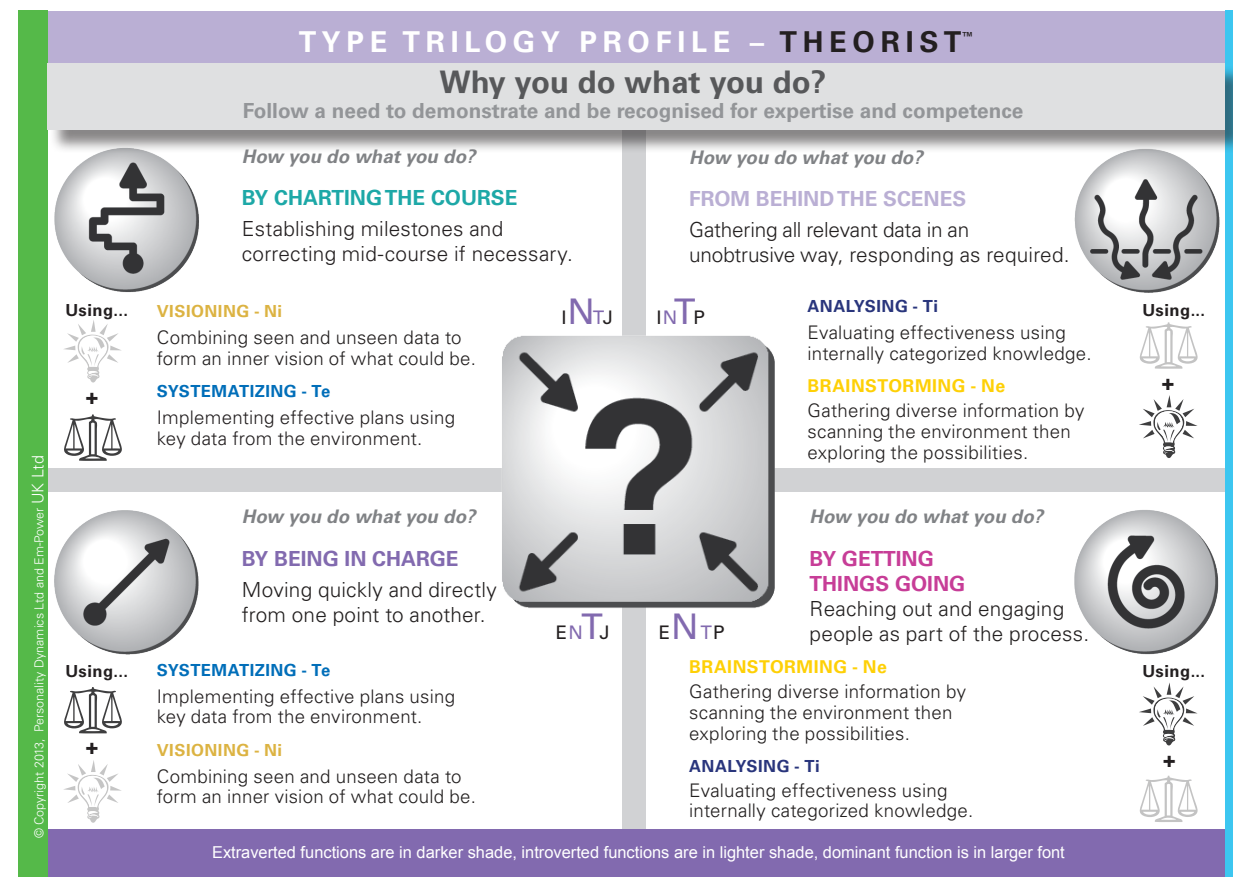 TYPE TRILOGY PROFILE – THEORIST™
Why you do what you do?
Follow a need to demonstrate and be recognised for expertise and competence
How you do what you do?
BY CHARTING THE COURSE
Establishing milestones and
correcting mid-course if necessary.
Using...
VISIONING - Ni
Combining seen and unseen data to
form an inner vision of what could be.
+
SYSTEMATIZING - Te
Implementing effective plans using
key data from the environment.
INTJ
How you do what you do?
FROM BEHIND THE SCENES
Gathering all relevant data in an
unobtrusive way, responding as required.
INTP
ANALYSING - Ti
Evaluating effectiveness using
internally categorized knowledge.
Using...
+
BRAINSTORMING - Ne
Gathering diverse information by
scanning the environment then
exploring the possibilities.
?
How you do what you do?
BY BEING IN CHARGE
Moving quickly and directly
from one point to another.
ENTJ
Using...
SYSTEMATIZING - Te
Implementing effective plans using
key data from the environment.
+
VISIONING - Ni
Combining seen and unseen data to
form an inner vision of what could be.
How you do what you do?
BY GETTING
THINGS GOING
Reaching out and engaging
people as part of the process.
ENTP
BRAINSTORMING - Ne
Gathering diverse information by
scanning the environment then
exploring the possibilities.
Using...
+
ANALYSING - Ti
Evaluating effectiveness using
internally categorized knowledge.
© Copyright 2013, Personality Dynamics Ltd and Em-Power UK Ltd
Extraverted functions are in darker shade, introverted functions are in lighter shade, dominant function is in larger font